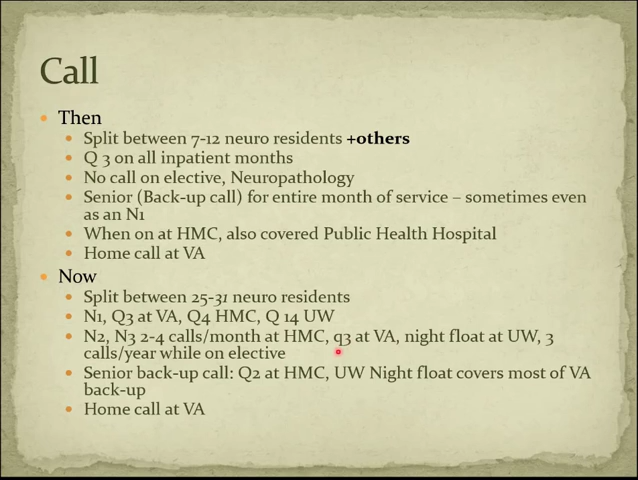 Call
Then
Split between 7-12 neuro residents +others
Q 3 on all inpatient months
No call on elective, Neuropathology
Senior (Back-up call) for entire month of service – sometimes even
as an N1
When on at HMC, also covered Public Health Hospital
Home call at VA
Now
Split between 25-31 neuro residents
N1, Q3 at VA, Q4 HMC, Q 14 UW
N2, N3 2-4 calls/month at HMC, q3 at VA, night float at UW, 3
calls/year while on elective
Senior back-up call: Q2 at HMC, UW Night float covers most of VA
back-up
Home call at VA